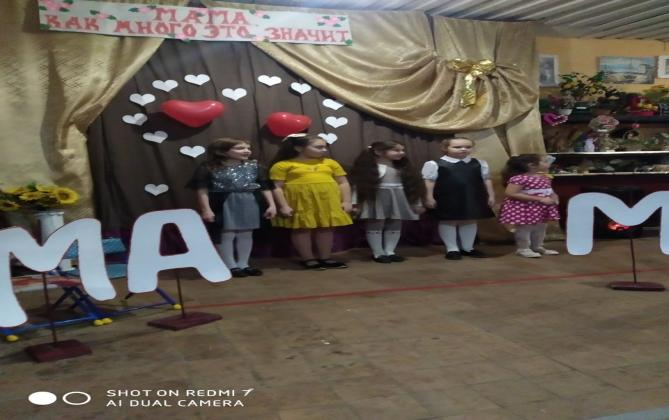 МАМА
КАК МНОГО ЭТО ЗНАЧИТ
МА
М
SHOT ON REDMI 7
AI DUAL CAMERA